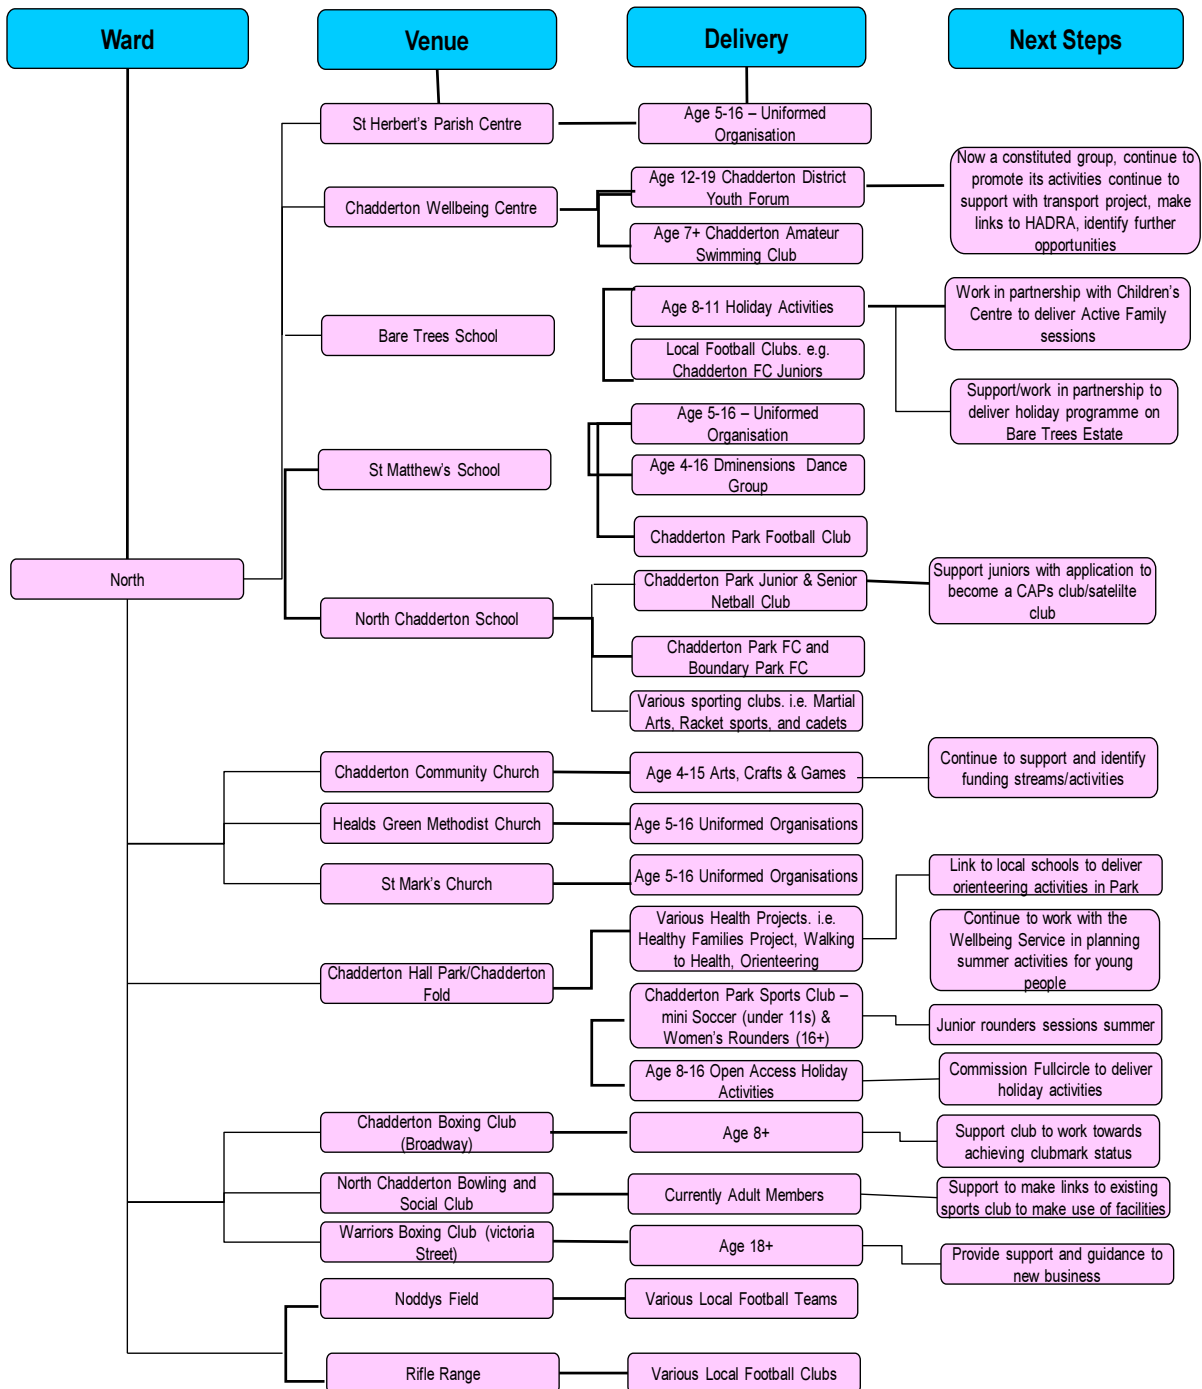 Ward
Venue
Delivery
Next Steps
St Herbert's Parish Centre
Age 5-16 – Uniformed
Organisation
Now a constituted group, continue to
promote its activities continue to
support with transport project, make
links to HADRA, identify further
opportunities
Chadderton Wellbeing Centre
Age 12-19 Chadderton District
Youth Forum
Age 7+ Chadderton Amateur
Swimming Club
Bare Trees School
Age 8-11 Holiday Activities
Work in partnership with Children's
Centre to deliver Active Family
sessions
Local Football Clubs. e.g.
Chadderton FC Juniors
Support/work in partnership to
deliver holiday programme on
Bare Trees Estate
St Matthew's School
Age 5-16 – Uniformed
Organisation
Age 4-16 Dminensions Dance
Group
Chadderton Park Football Club
North
North Chadderton School
Chadderton Park Junior & Senior
Netball Club
Support juniors with application to
become a CAPs club/satelilte
club
Chadderton Park FC and
Boundary Park FC
Various sporting clubs. i.e. Martial
Arts, Racket sports, and cadets
Chadderton Community Church
Age 4-15 Arts, Crafts & Games
Continue to support and identify
funding streams/activities
Healds Green Methodist Church
Age 5-16 Uniformed Organisations
St Mark's Church
Age 5-16 Uniformed Organisations
Link to local schools to deliver
orienteering activities in Park
Chadderton Hall Park/Chadderton
Fold
Various Health Projects. i.e.
Healthy Families Project, Walking
to Health, Orienteering
Continue to work with the
Wellbeing Service in planning
summer activities for young
people
Chadderton Park Sports Club –
mini Soccer (under 11s) &
Women's Rounders (16+)
Junior rounders sessions summer
Age 8-16 Open Access Holiday
Activities
Commission Fullcircle to deliver
holiday activities
Chadderton Boxing Club
(Broadway)
Age 8+
Support club to work towards
achieving clubmark status
North Chadderton Bowling and
Social Club
Currently Adult Members
Support to make links to existing
sports club to make use of facilities
Warriors Boxing Club (victoria
Street)
Age 18+
Provide support and guidance to
new business
Noddys Field
Various Local Football Teams
Rifle Range
Various Local Football Clubs